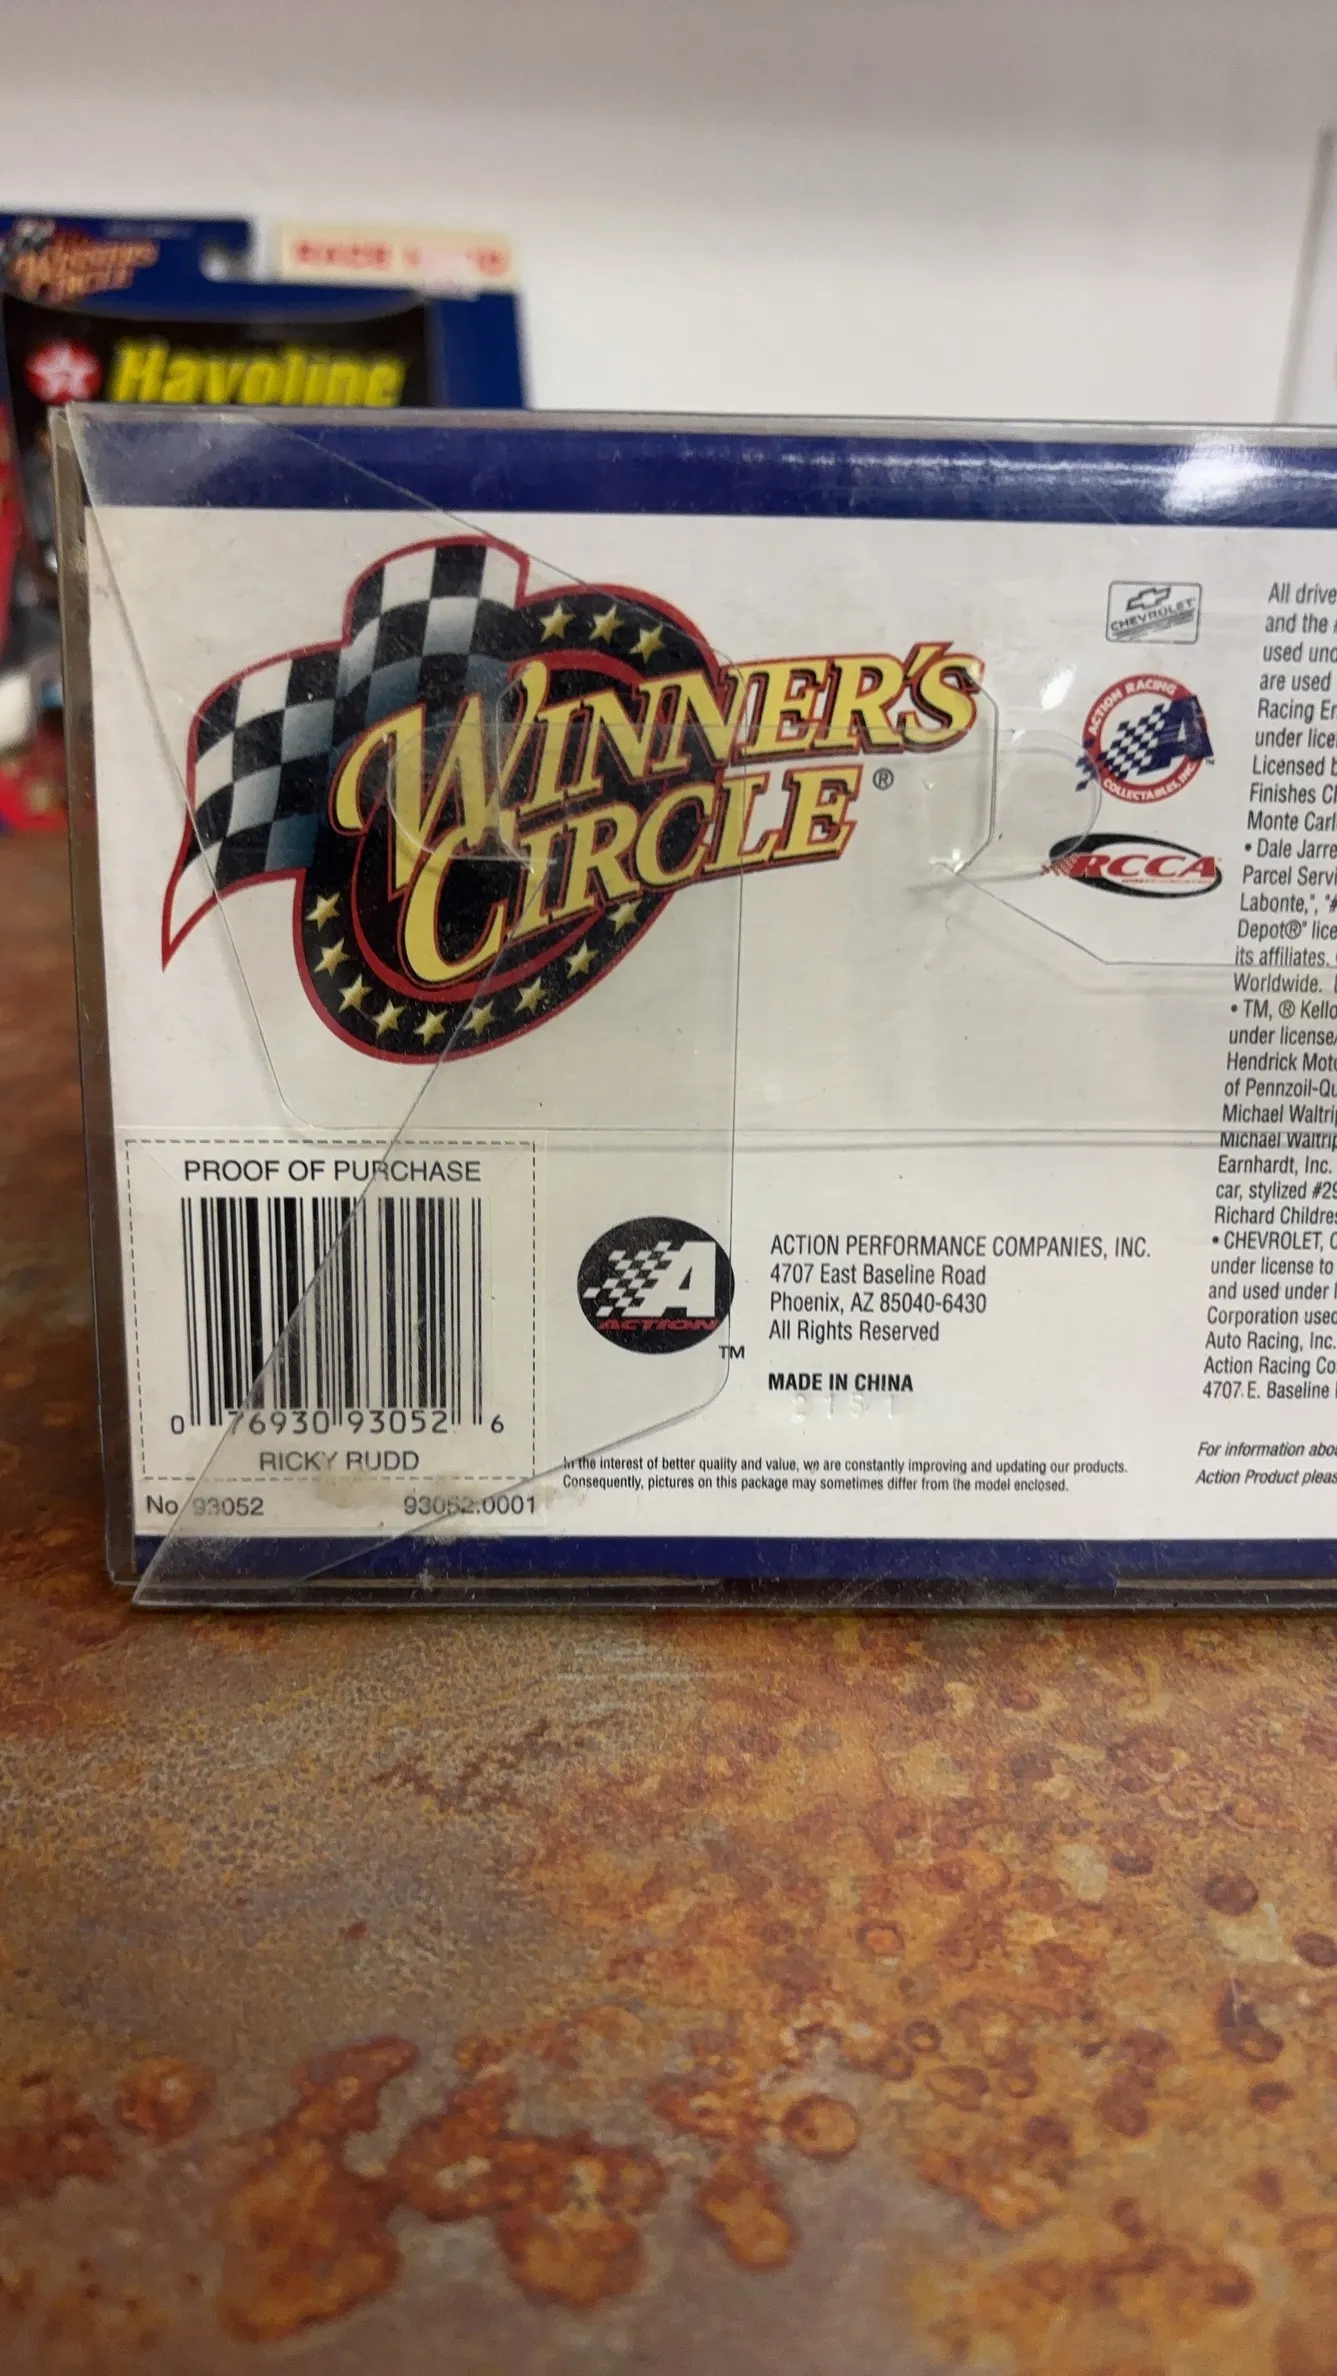 WINNER'S
CIRCLE
Havoline
WINNER'S
CIRCLE®
CHEVROLET
ACTION RACING
COLLECTABLES, INC.
RCCA
All drive
and the
used und
are used
Racing En
under lice
Licensed b
Finishes Ch
Monte Carl
• Dale Jarre
Parcel Servi
Labonte,", "#
Depot®" lice
its affiliates.
Worldwide.
• TM, ® Kello
under license/
Hendrick Moto
of Pennzoil-Qu
Michael Waltrip
Michael Waltrip
Earnhardt, Inc.
car, stylized #29
Richard Childres
• CHEVROLET, C
under license to
and used under l
Corporation used
Auto Racing, Inc.
Action Racing Co
4707 E. Baseline
For information abou
Action Product pleas
PROOF OF PURCHASE
0 76930 93052 6
RICKY RUDD
No. 93052 93052.0001
A
ACTION
TM
ACTION PERFORMANCE COMPANIES, INC.
4707 East Baseline Road
Phoenix, AZ 85040-6430
All Rights Reserved
MADE IN CHINA
In the interest of better quality and value, we are constantly improving and updating our products.
Consequently, pictures on this package may sometimes differ from the model enclosed.